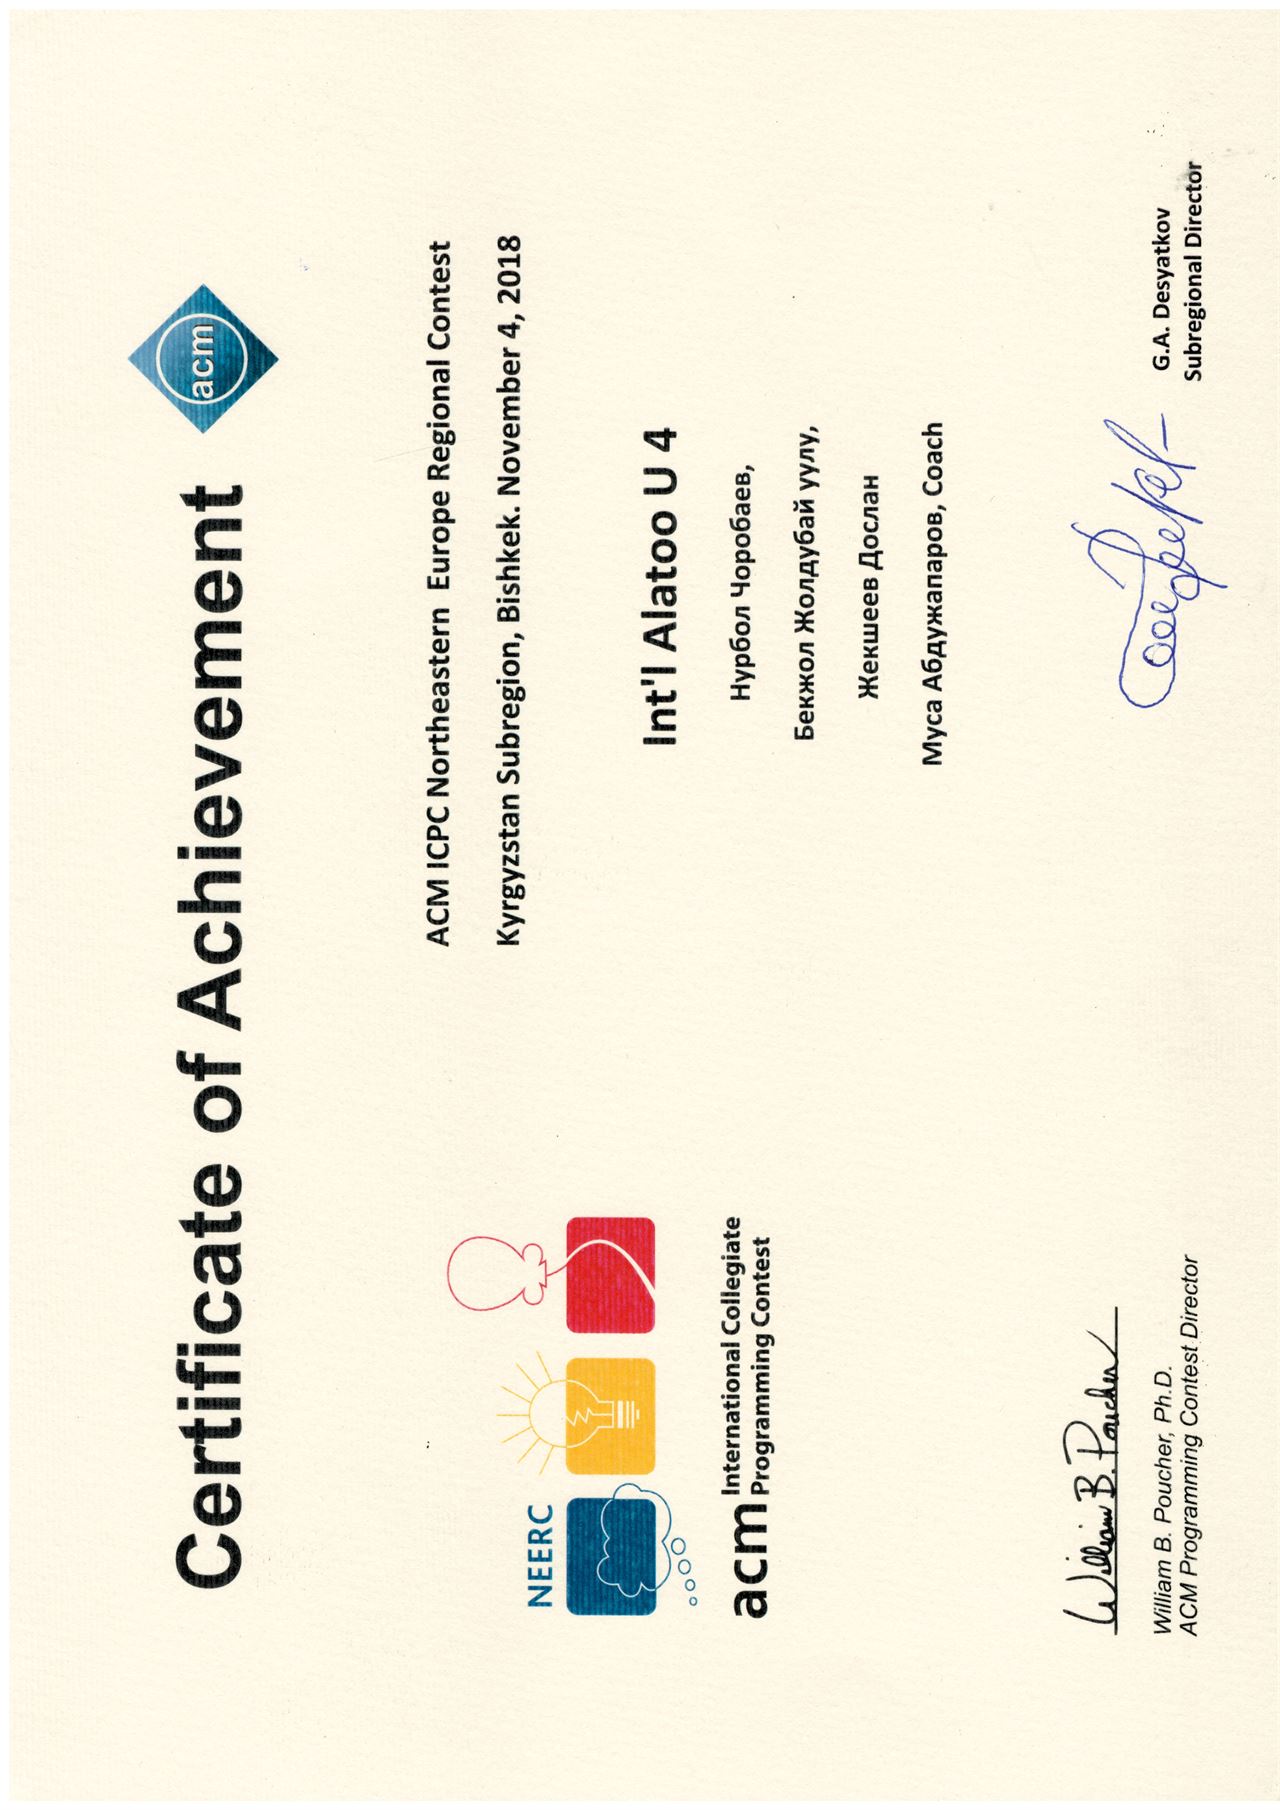 Certificate of Achievement
acm
ACM ICPC Northeastern Europe Regional Contest
Kyrgyzstan Subregion, Bishkek. November 4, 2018
NEERC
acm International Collegiate
Programming Contest
Int'l Alatoo U 4
Нурбол Чоробаев,
Бекжол Жолдубай уулу,
Жекшеев Дослан
Муса Абдужапаров, Coach
William B. Poucher
William B. Poucher, Ph.D.
ACM Programming Contest Director
G.A. Desyatkov
Subregional Director